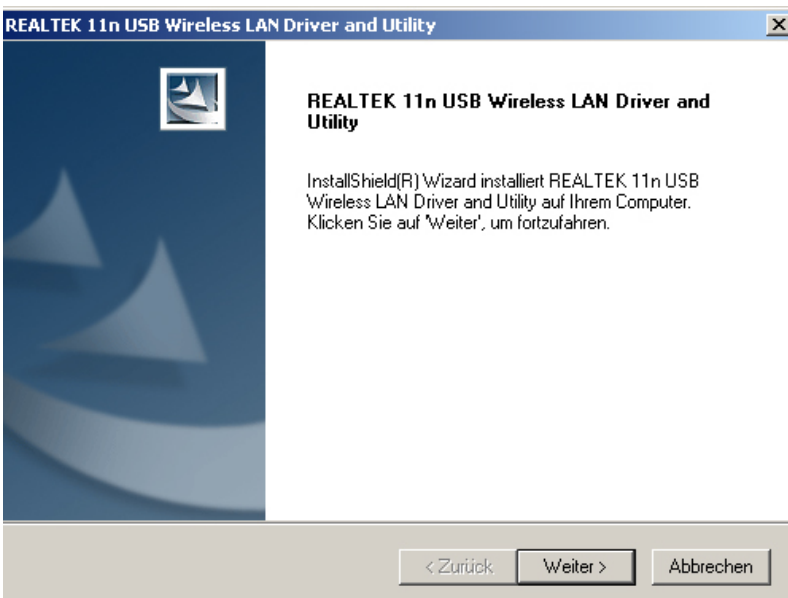 REALTEK 11n USB Wireless LAN Driver and Utility
REALTEK 11n USB Wireless LAN Driver and
Utility
InstallShield(R) Wizard installiert REALTEK 11n USB
Wireless LAN Driver and Utility auf Ihrem Computer.
Klicken Sie auf 'Weiter', um fortzufahren.
< Zurück
Weiter >
Abbrechen